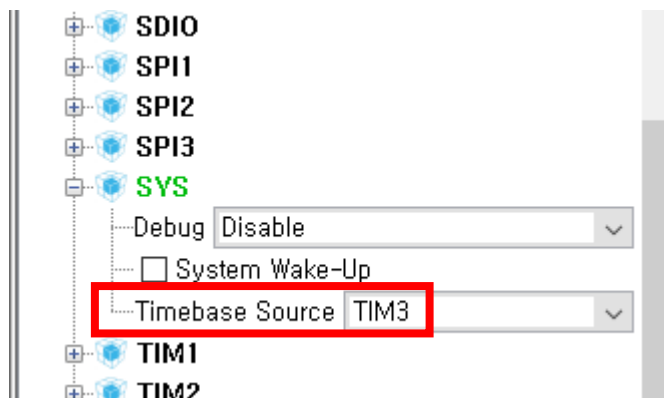 SDIO
SPI1
SPI2
SPI3
SYS
Debug Disable
System Wake-Up
Timebase Source TIM3
TIM1
TIM2